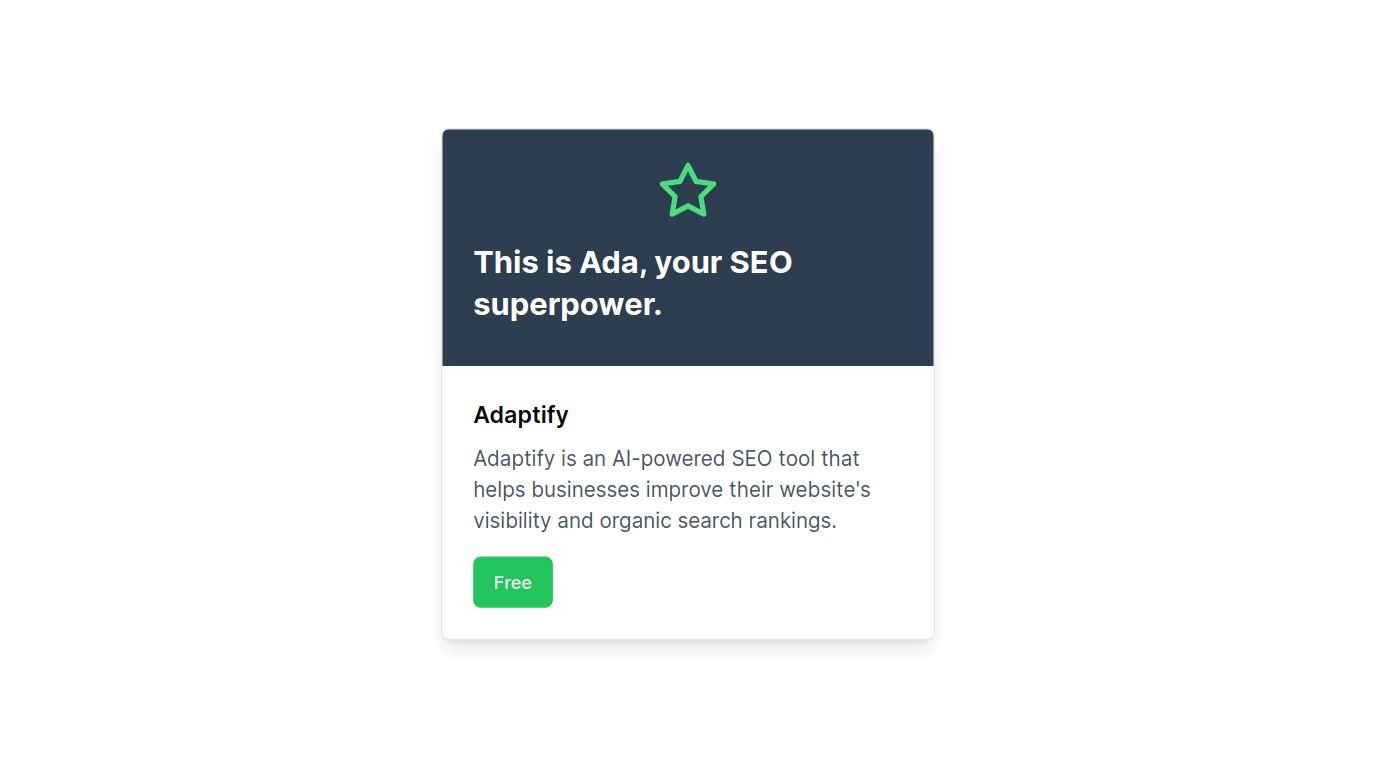 This is Ada, your SEO
superpower.
Adaptify
Adaptify is an AI-powered SEO tool that
helps businesses improve their website's
visibility and organic search rankings.
Free